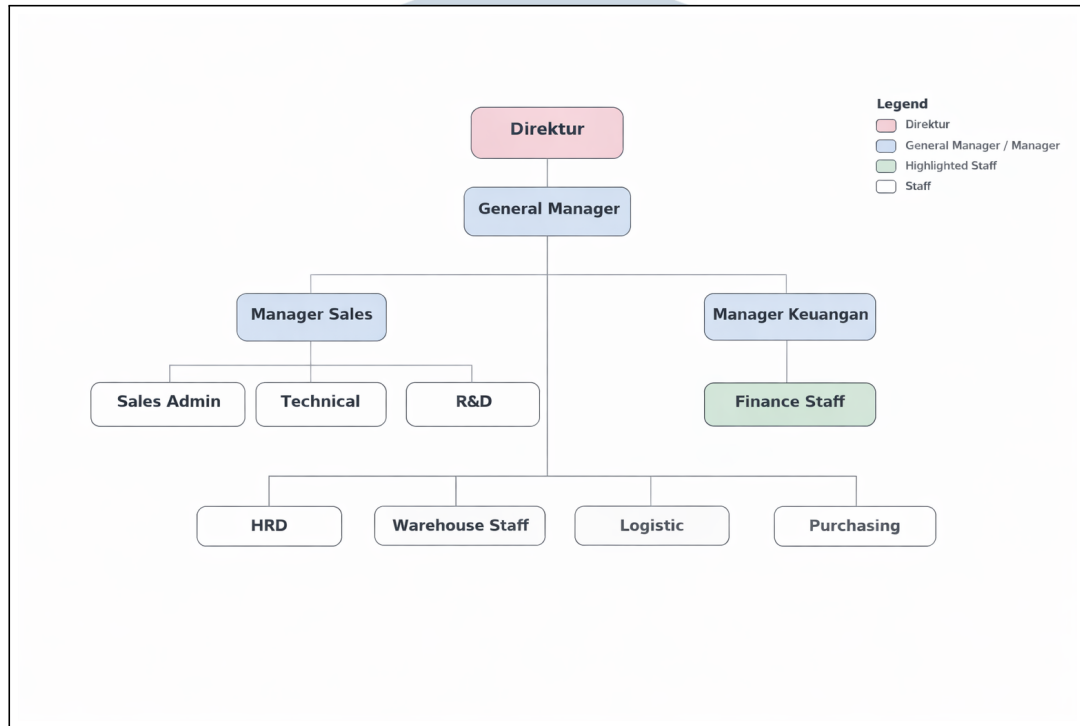 Direktur
Legend
Direktur
General Manager / Manager
Highlighted Staff
Staff
General Manager
Manager Sales
Manager Keuangan
Sales Admin
Technical
R&D
Finance Staff
HRD
Warehouse Staff
Logistic
Purchasing